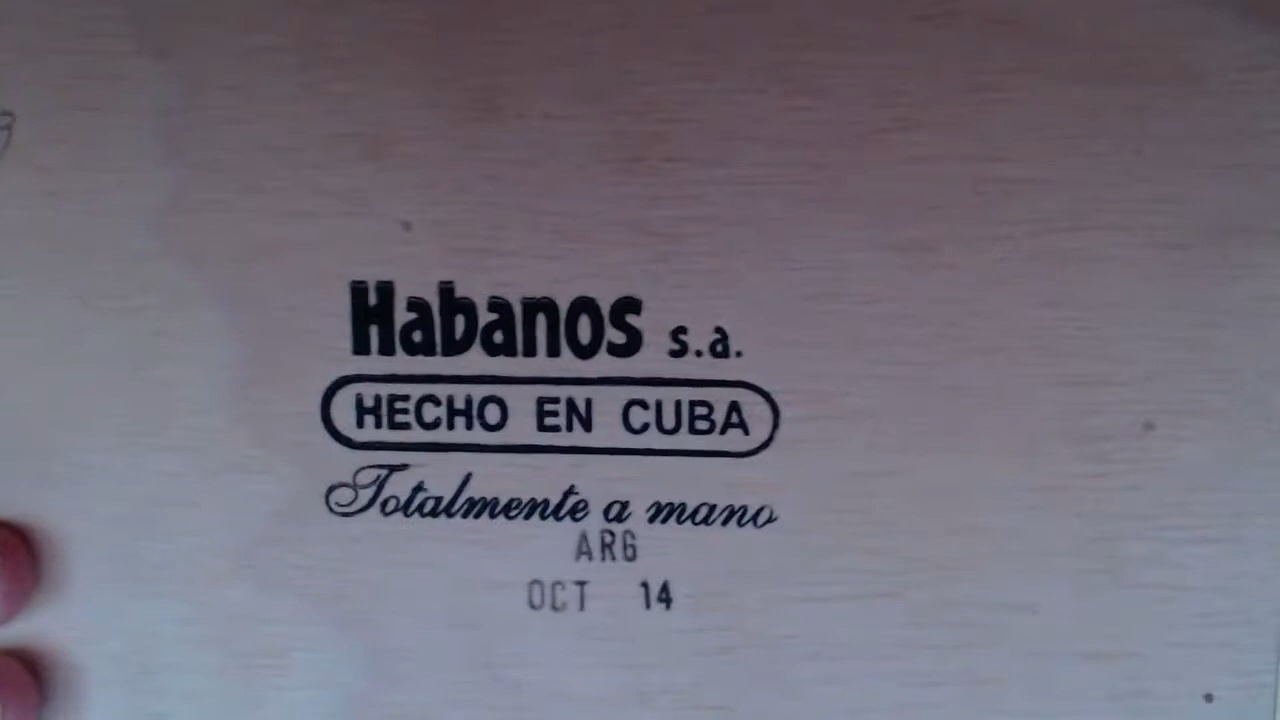 Habanos s.a.
HECHO EN CUBA
Totalmente a mano
ARG
OCT 14